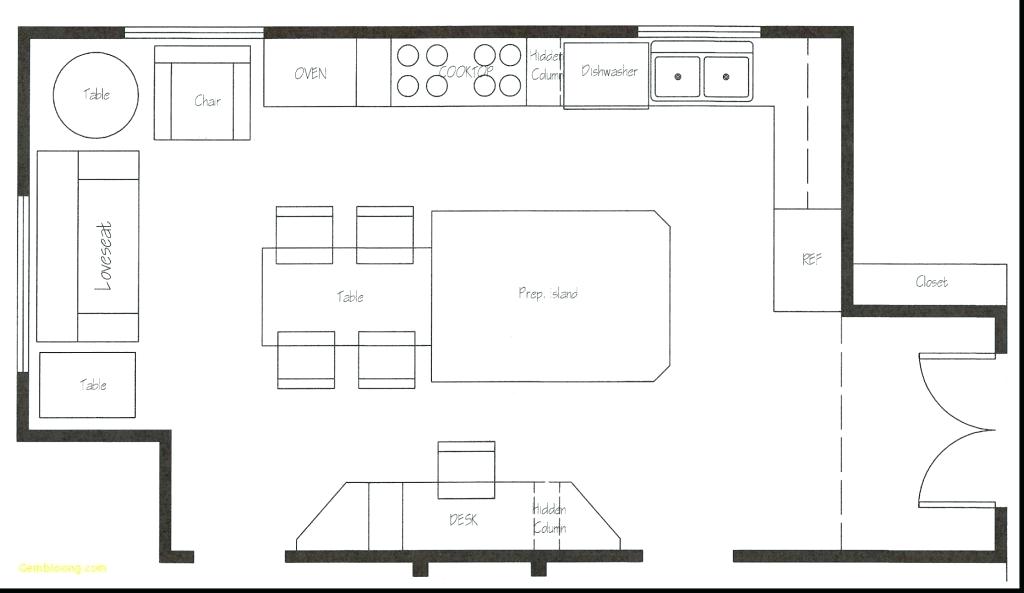 OVEN
COOKTOP
Hidden
Column
Dishwasher
Table
Chair
Loveseat
REF
Closet
Table
Prep. island
Table
DESK
Hidden
Column
Gembloong.com